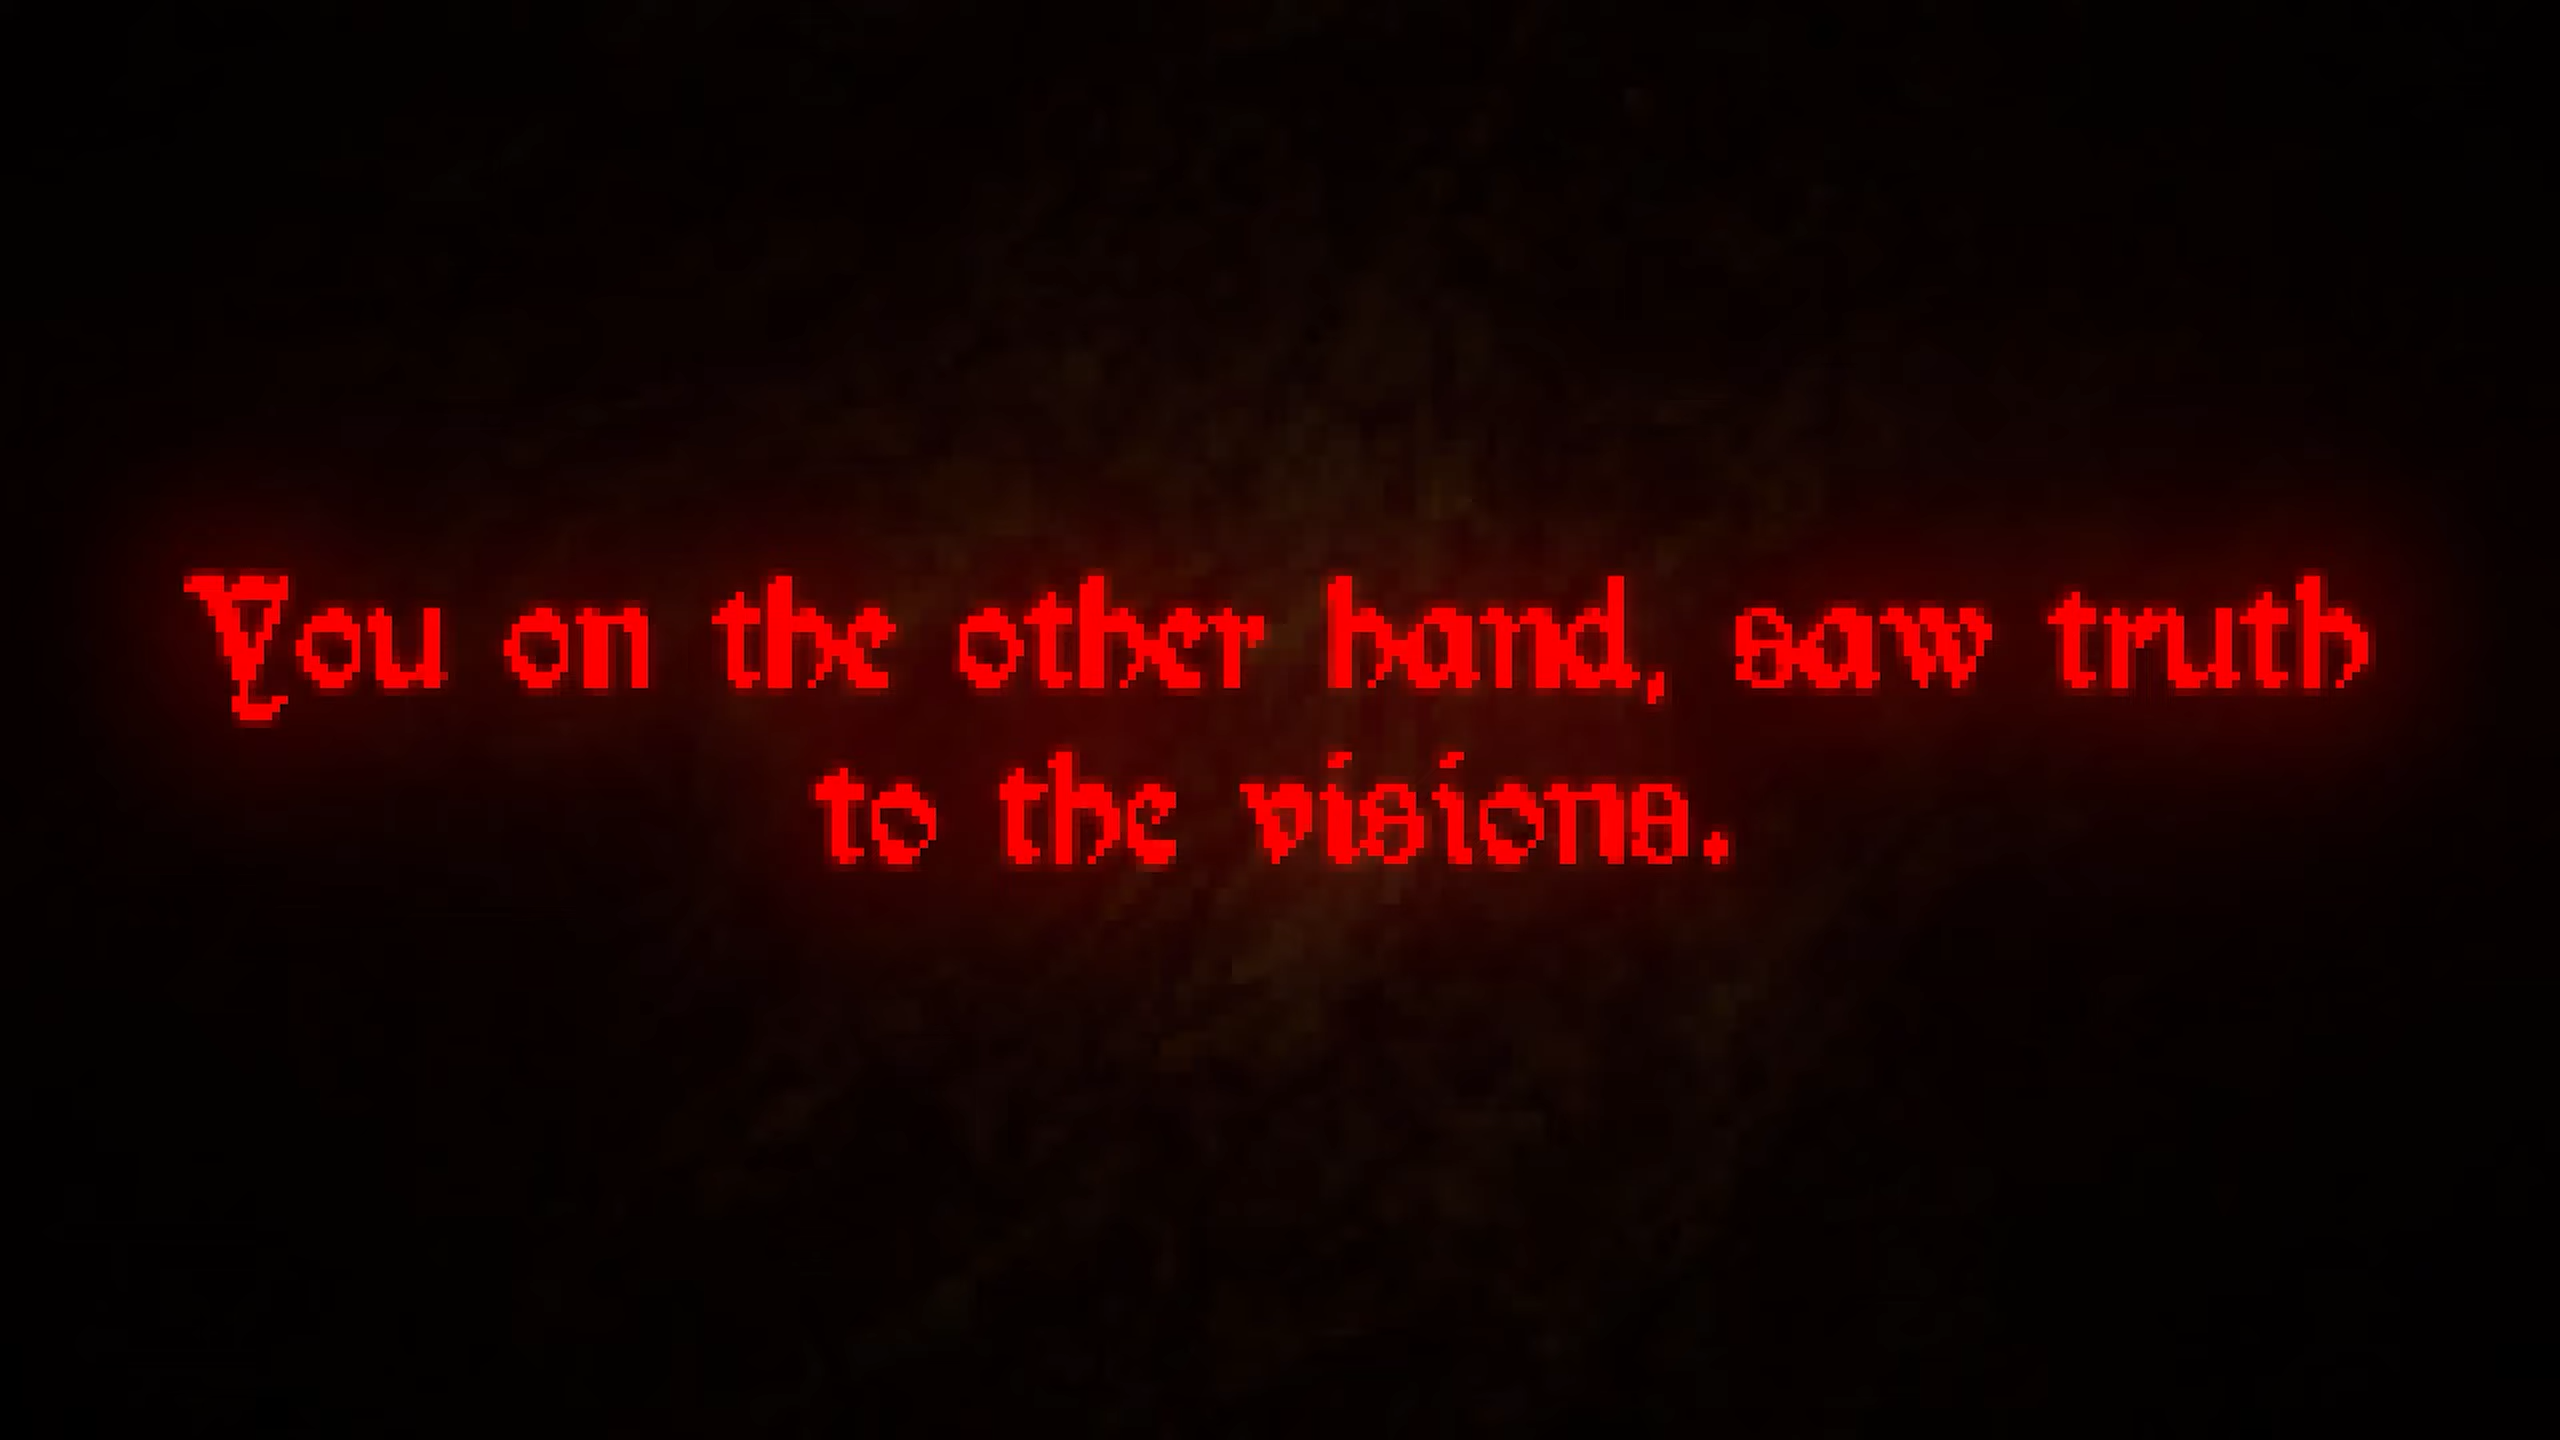 You on the other hand, saw truth
to the visions.